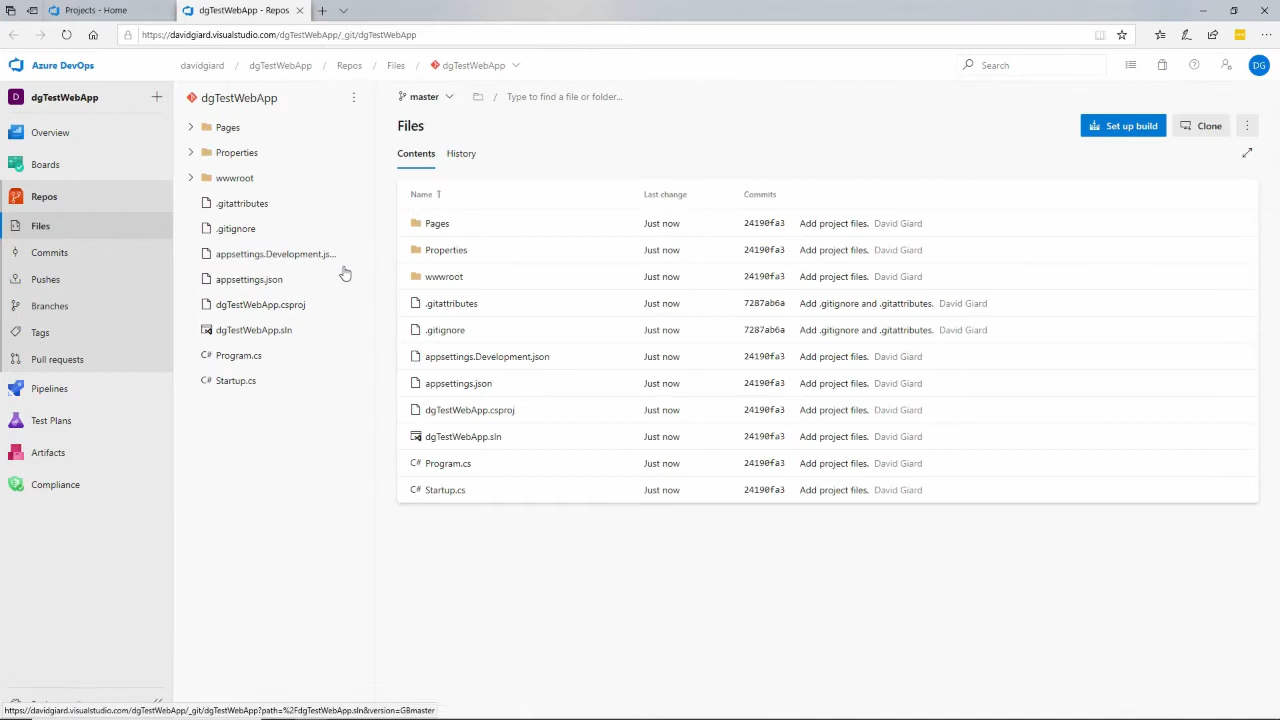 Projects - Home
dgTestWebApp - Repos
https://davidgiard.visualstudio.com/dgTestWebApp/_git/dgTestWebApp
Azure DevOps
davidgiard / dgTestWebApp / Repos / Files / dgTestWebApp
Search
DG
D dgTestWebApp
Overview
Boards
Repos
Files
Commits
Pushes
Branches
Tags
Pull requests
Pipelines
Test Plans
Artifacts
Compliance
dgTestWebApp
Pages
Properties
wwwroot
.gitattributes
.gitignore
appsettings.Development.js...
appsettings.json
dgTestWebApp.csproj
dgTestWebApp.sln
C# Program.cs
C# Startup.cs
master / Type to find a file or folder...
Files
Set up build
Clone
Contents History
Name Last change Commits
Pages Just now 24190fa3 Add project files. David Giard
Properties Just now 24190fa3 Add project files. David Giard
wwwroot Just now 24190fa3 Add project files. David Giard
.gitattributes Just now 7287ab6a Add .gitignore and .gitattributes. David Giard
.gitignore Just now 7287ab6a Add .gitignore and .gitattributes. David Giard
appsettings.Development.json Just now 24190fa3 Add project files. David Giard
appsettings.json Just now 24190fa3 Add project files. David Giard
dgTestWebApp.csproj Just now 24190fa3 Add project files. David Giard
dgTestWebApp.sln Just now 24190fa3 Add project files. David Giard
C# Program.cs Just now 24190fa3 Add project files. David Giard
C# Startup.cs Just now 24190fa3 Add project files. David Giard
https://davidgiard.visualstudio.com/dgTestWebApp/_git/dgTestWebApp?path=%2FdgTestWebApp.sln&version=GBmaster